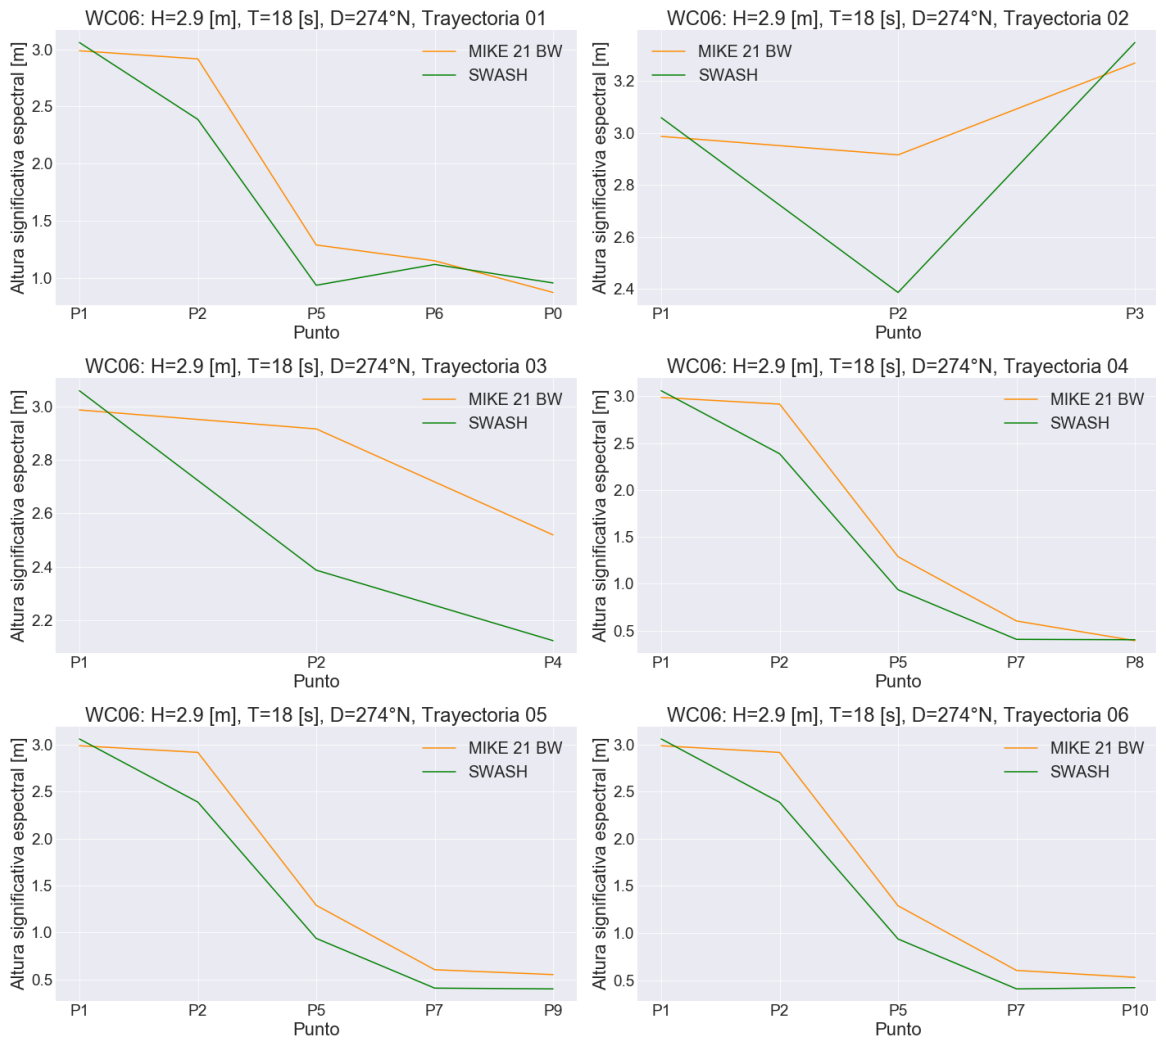 WC06: H=2.9 [m], T=18 [s], D=274°N, Trayectoria 01
Altura significativa espectral [m]
3.0
2.5
2.0
1.5
1.0
MIKE 21 BW
SWASH
P1 P2 P5 P6 P0
Punto
WC06: H=2.9 [m], T=18 [s], D=274°N, Trayectoria 02
Altura significativa espectral [m]
3.2
3.0
2.8
2.6
2.4
MIKE 21 BW
SWASH
P1 P2 P3
Punto
WC06: H=2.9 [m], T=18 [s], D=274°N, Trayectoria 03
Altura significativa espectral [m]
3.0
2.8
2.6
2.4
2.2
MIKE 21 BW
SWASH
P1 P2 P4
Punto
WC06: H=2.9 [m], T=18 [s], D=274°N, Trayectoria 04
Altura significativa espectral [m]
3.0
2.5
2.0
1.5
1.0
0.5
MIKE 21 BW
SWASH
P1 P2 P5 P7 P8
Punto
WC06: H=2.9 [m], T=18 [s], D=274°N, Trayectoria 05
Altura significativa espectral [m]
3.0
2.5
2.0
1.5
1.0
0.5
MIKE 21 BW
SWASH
P1 P2 P5 P7 P9
Punto
WC06: H=2.9 [m], T=18 [s], D=274°N, Trayectoria 06
Altura significativa espectral [m]
3.0
2.5
2.0
1.5
1.0
0.5
MIKE 21 BW
SWASH
P1 P2 P5 P7 P10
Punto